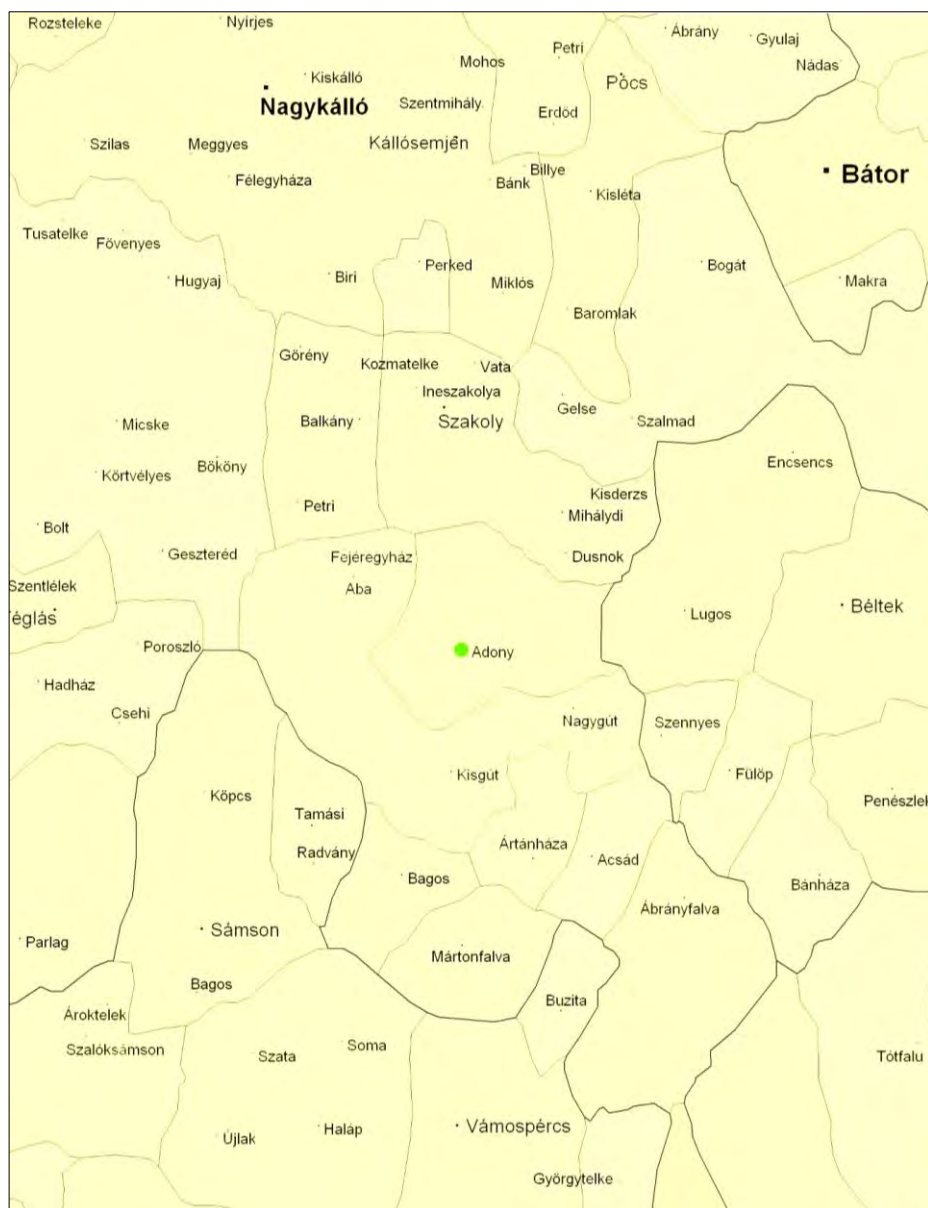 Rozsteleke
Nyírjes
Ábrány
Gyulaj
Petri
Mohos
Nádas
Kiskálló
Pócs
Nagykálló
Szentmihály
Erdőd
Szilas
Meggyes
Kállósemjén
Billye
Bátor
Félegyháza
Bánk
Kisléta
Tusatelke
Fövenyes
Perked
Bogát
Hugyaj
Biri
Miklós
Makra
Baromlak
Görény
Kozmatelke
Vata
Ineszakolya
Gelse
Micske
Balkány
Szakoly
Szalmad
Encsencs
Körtvélyes
Bököny
Kisderzs
Petri
Mihálydi
Bolt
Geszteréd
Fejéregyház
Dusnok
Szentlélek
Aba
Béltek
églás
Lugos
Poroszló
Adony
Hadház
Csehi
Nagygút
Szennyes
Kisgút
Fülöp
Köpcs
Penészlek
Tamási
Ártánháza
Radvány
Acsád
Bagos
Bánháza
Ábrányfalva
Sámson
Parlag
Mártonfalva
Bagos
Buzita
Ároktelek
Szalóksámson
Szata
Soma
Tótfalu
Újlak
Haláp
Vámospércs
Györgytelke